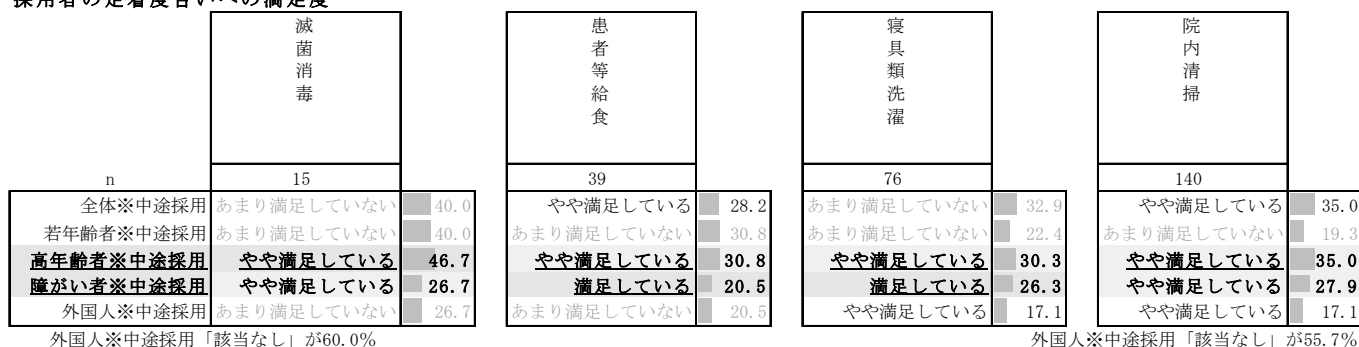 採用者の定着度合いへの満足度
滅菌消毒 患者等給食 寝具類洗濯 院内清掃
n 15 39 76 140
全体※中途採用 あまり満足していない 40.0 やや満足している 28.2 あまり満足していない 32.9 やや満足している 35.0
若年齢者※中途採用 あまり満足していない 40.0 あまり満足していない 30.8 あまり満足していない 22.4 あまり満足していない 19.3
高年齢者※中途採用 やや満足している 46.7 やや満足している 30.8 やや満足している 30.3 やや満足している 35.0
障がい者※中途採用 やや満足している 26.7 満足している 20.5 満足している 26.3 やや満足している 27.9
外国人※中途採用 あまり満足していない 26.7 あまり満足していない 20.5 やや満足している 17.1 やや満足している 17.1
外国人※中途採用「該当なし」が60.0% 外国人※中途採用「該当なし」が55.7%